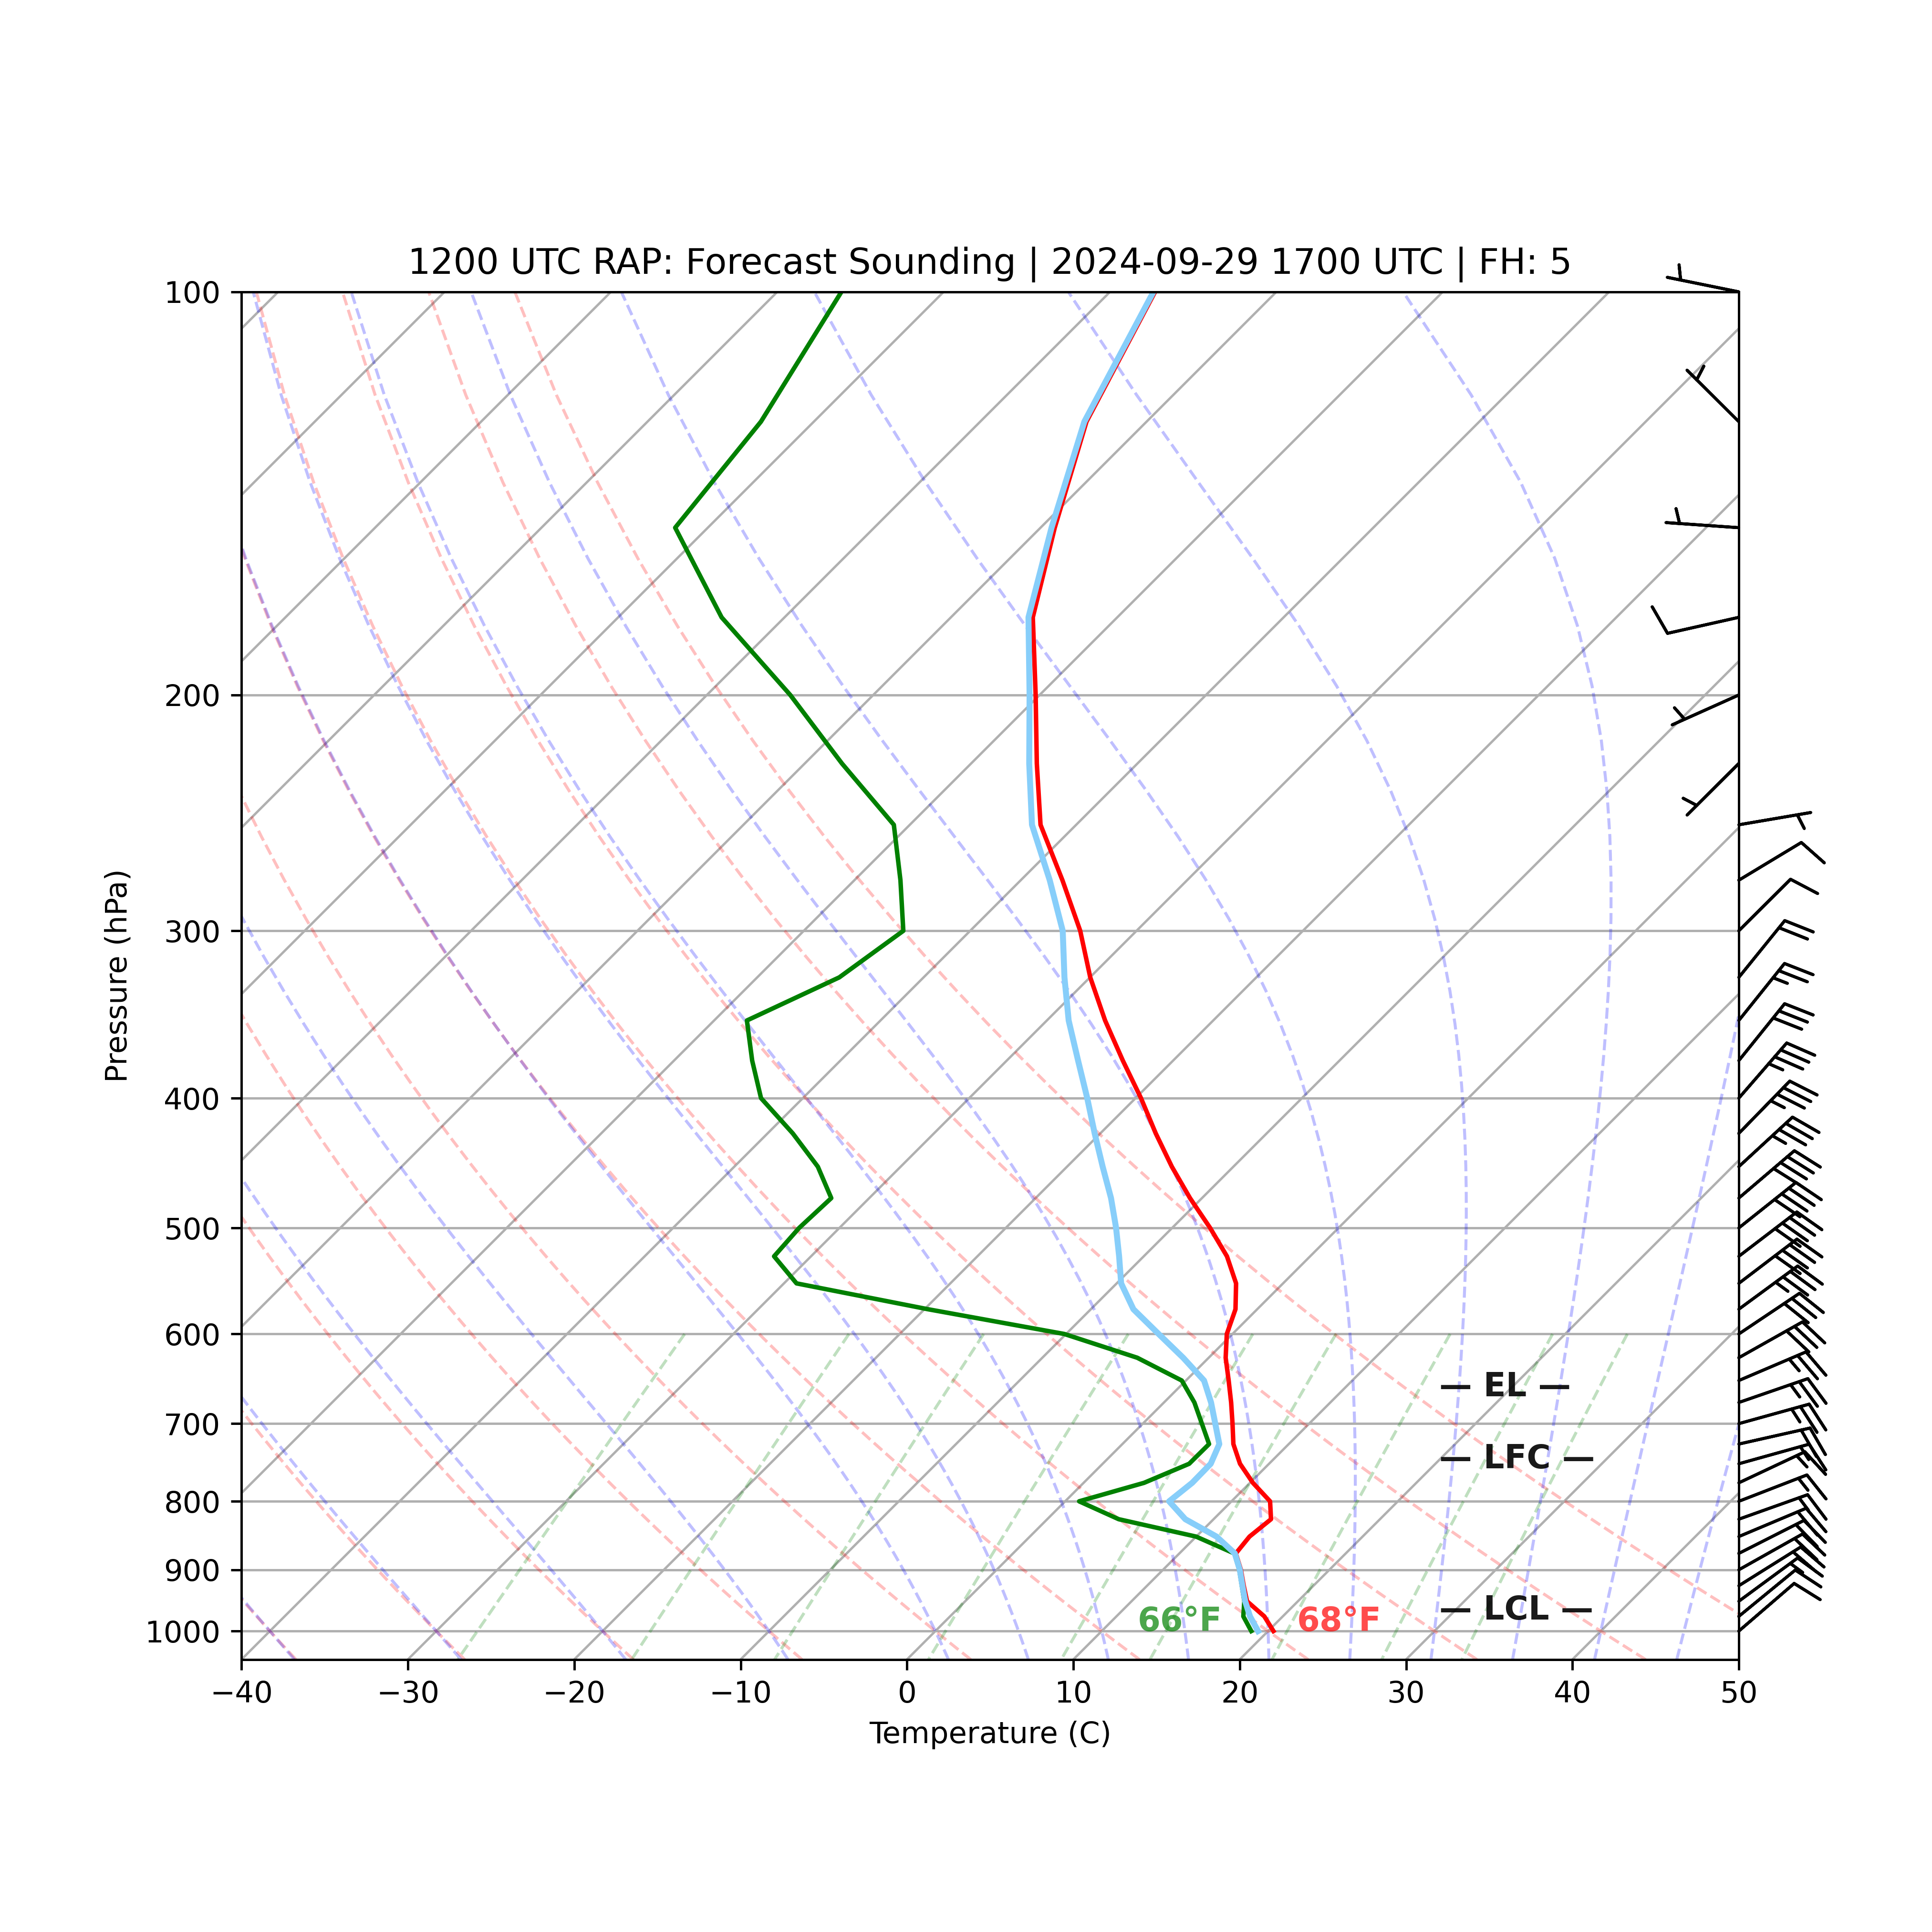 1200 UTC RAP: Forecast Sounding | 2024-09-29 1700 UTC | FH: 5
100
200
300
400
500
600
700
800
900
1000
Pressure (hPa)
— EL —
— LFC —
— LCL —
66°F 68°F
−40 −30 −20 −10 0 10 20 30 40 50
Temperature (C)